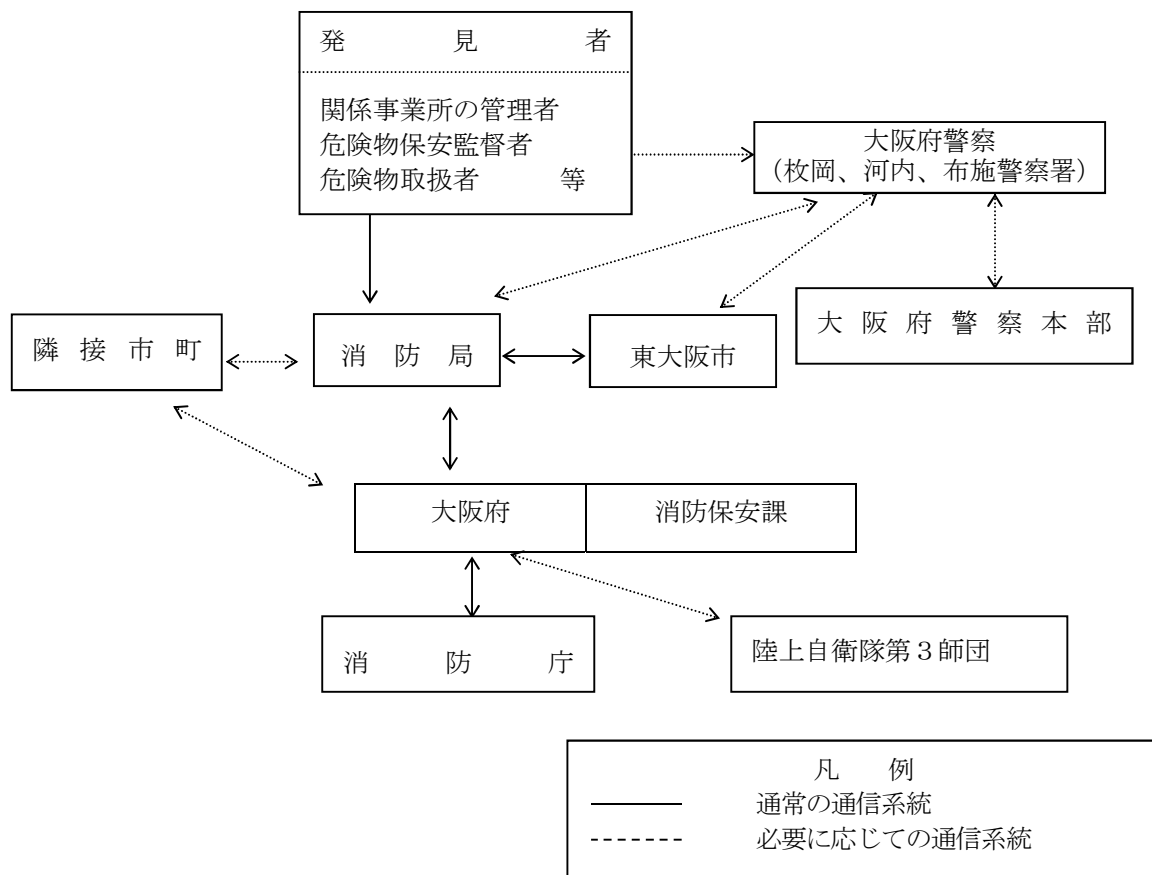 発見者
関係事業所の管理者
危険物保安監督者
危険物取扱者 等
大阪府警察
(枚岡、河内、布施警察署)
大阪府警察本部
隣接市町
消防局
東大阪市
大阪府
消防保安課
消防庁
陸上自衛隊第3師団
凡例
通常の通信系統
必要に応じての通信系統